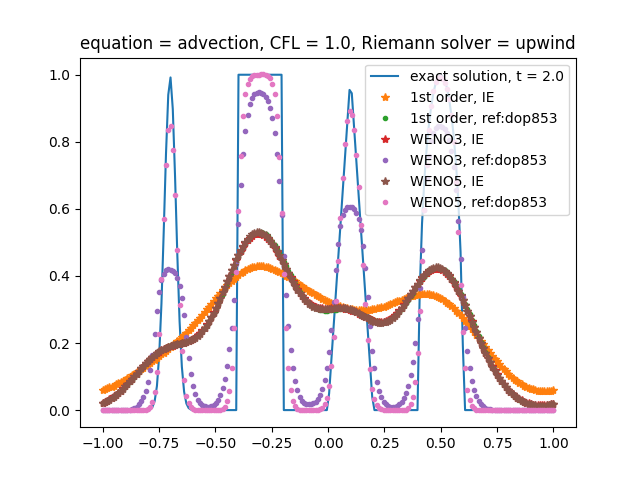 equation = advection, CFL = 1.0, Riemann solver = upwind
exact solution, t = 2.0
1st order, IE
1st order, ref:dop853
WENO3, IE
WENO3, ref:dop853
WENO5, IE
WENO5, ref:dop853
1.0
0.8
0.6
0.4
0.2
0.0
−1.00 −0.75 −0.50 −0.25 0.00 0.25 0.50 0.75 1.00